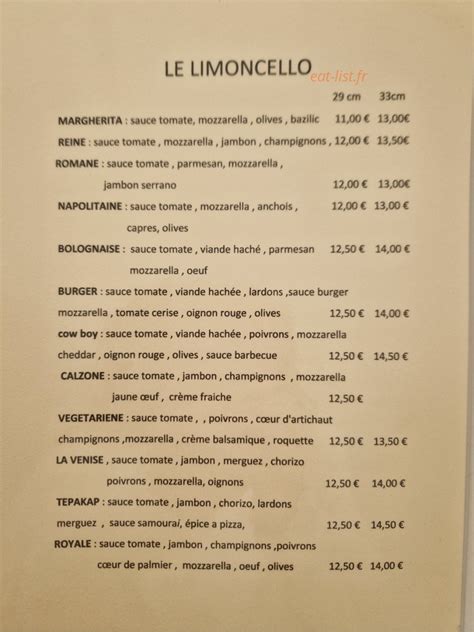 LE LIMONCELLO
eat-list.fr
29 cm 33cm
MARGHERITA : sauce tomate, mozzarella , olives , bazilic 11,00 € 13,00€
REINE : sauce tomate , mozzarella , jambon , champignons , 12,00 € 13,50€
ROMANE : sauce tomate , parmesan, mozzarella ,
jambon serrano 12,00 € 13,00€
NAPOLITAINE : sauce tomate , mozzarella , anchois , 12,00 € 13,00 €
capres, olives
BOLOGNAISE : sauce tomate , viande haché , parmesan 12,50 € 14,00 €
mozzarella , oeuf
BURGER : sauce tomate , viande hachée , lardons ,sauce burger
mozzarella , tomate cerise , oignon rouge , olives 12,50 € 14,00 €
cow boy : sauce tomate , viande hachée , poivrons , mozzarella
cheddar , oignon rouge , olives , sauce barbecue 12,50 € 14,50 €
CALZONE : sauce tomate , jambon , champignons , mozzarella
jaune œuf , crème fraiche 12,50 €
VEGETARIENE : sauce tomate , , poivrons , cœur d'artichaut
champignons ,mozzarella , crème balsamique , roquette 12,50 € 13,50 €
LA VENISE , sauce tomate , jambon , merguez , chorizo
poivrons , mozzarella, oignons 12,50 € 14,00 €
TEPAKAP : sauce tomate , jambon , chorizo, lardons
merguez , sauce samouraí, épice a pizza, 12,50 € 14,50 €
ROYALE : sauce tomate , jambon , champignons ,poivrons
cœur de palmier , mozzarella , oeuf , olives 12,50 € 14,00 €